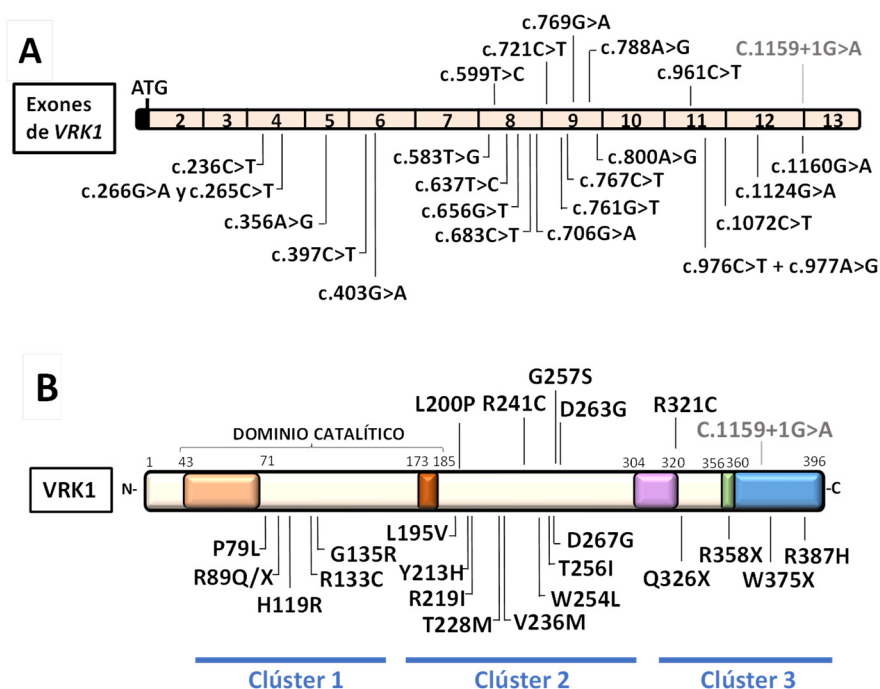 A
c.769G>A
c.721C>T
c.788A>G
C.1159+1G>A
c.599T>C
c.961C>T
ATG
Exones
de VRK1
2 3 4 5 6 7 8 9 10 11 12 13
c.236C>T
c.583T>G
c.800A>G
c.1160G>A
c.266G>A y c.265C>T
c.637T>C
c.767C>T
c.1124G>A
c.356A>G
c.656G>T
c.761G>T
c.1072C>T
c.397C>T
c.683C>T
c.706G>A
c.976C>T + c.977A>G
c.403G>A
B
G257S
L200P R241C
D263G
R321C
C.1159+1G>A
DOMINIO CATALÍTICO
1 43 71 173 185 304 320 356 360 396
VRK1
N-
-C
P79L
G135R
L195V
D267G
R358X
R387H
R89Q/X
R133C
Y213H
T256I
Q326X
W375X
H119R
R219I
W254L
T228M
V236M
Clúster 1
Clúster 2
Clúster 3